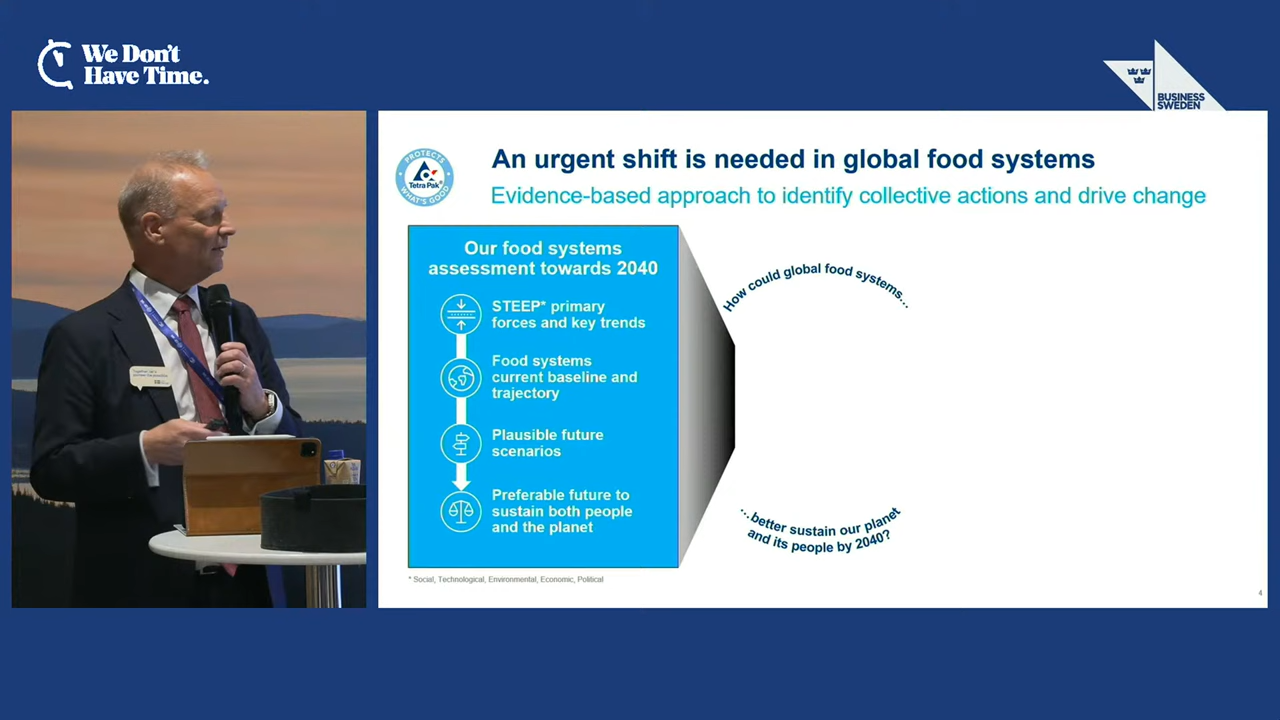 We Don't
Have Time.
BUSINESS
SWEDEN
PROTECTS
Tetra Pak®
WHAT'S GOOD
An urgent shift is needed in global food systems
Evidence-based approach to identify collective actions and drive change
Our food systems
assessment towards 2040
STEEP* primary
forces and key trends
Food systems
current baseline and
trajectory
Plausible future
scenarios
Preferable future to
sustain both people
and the planet
How could global food systems...
...better sustain our planet
and its people by 2040?
* Social, Technological, Environmental, Economic, Political
4